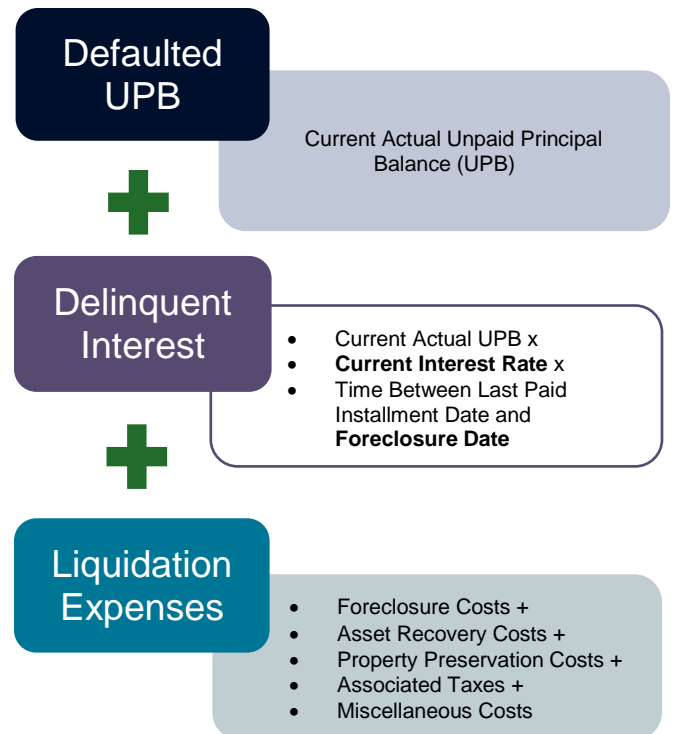 Defaulted
UPB
Current Actual Unpaid Principal
Balance (UPB)
Delinquent
Interest
• Current Actual UPB x
• Current Interest Rate x
• Time Between Last Paid
Installment Date and
Foreclosure Date
Liquidation
Expenses
• Foreclosure Costs +
• Asset Recovery Costs +
• Property Preservation Costs +
• Associated Taxes +
• Miscellaneous Costs